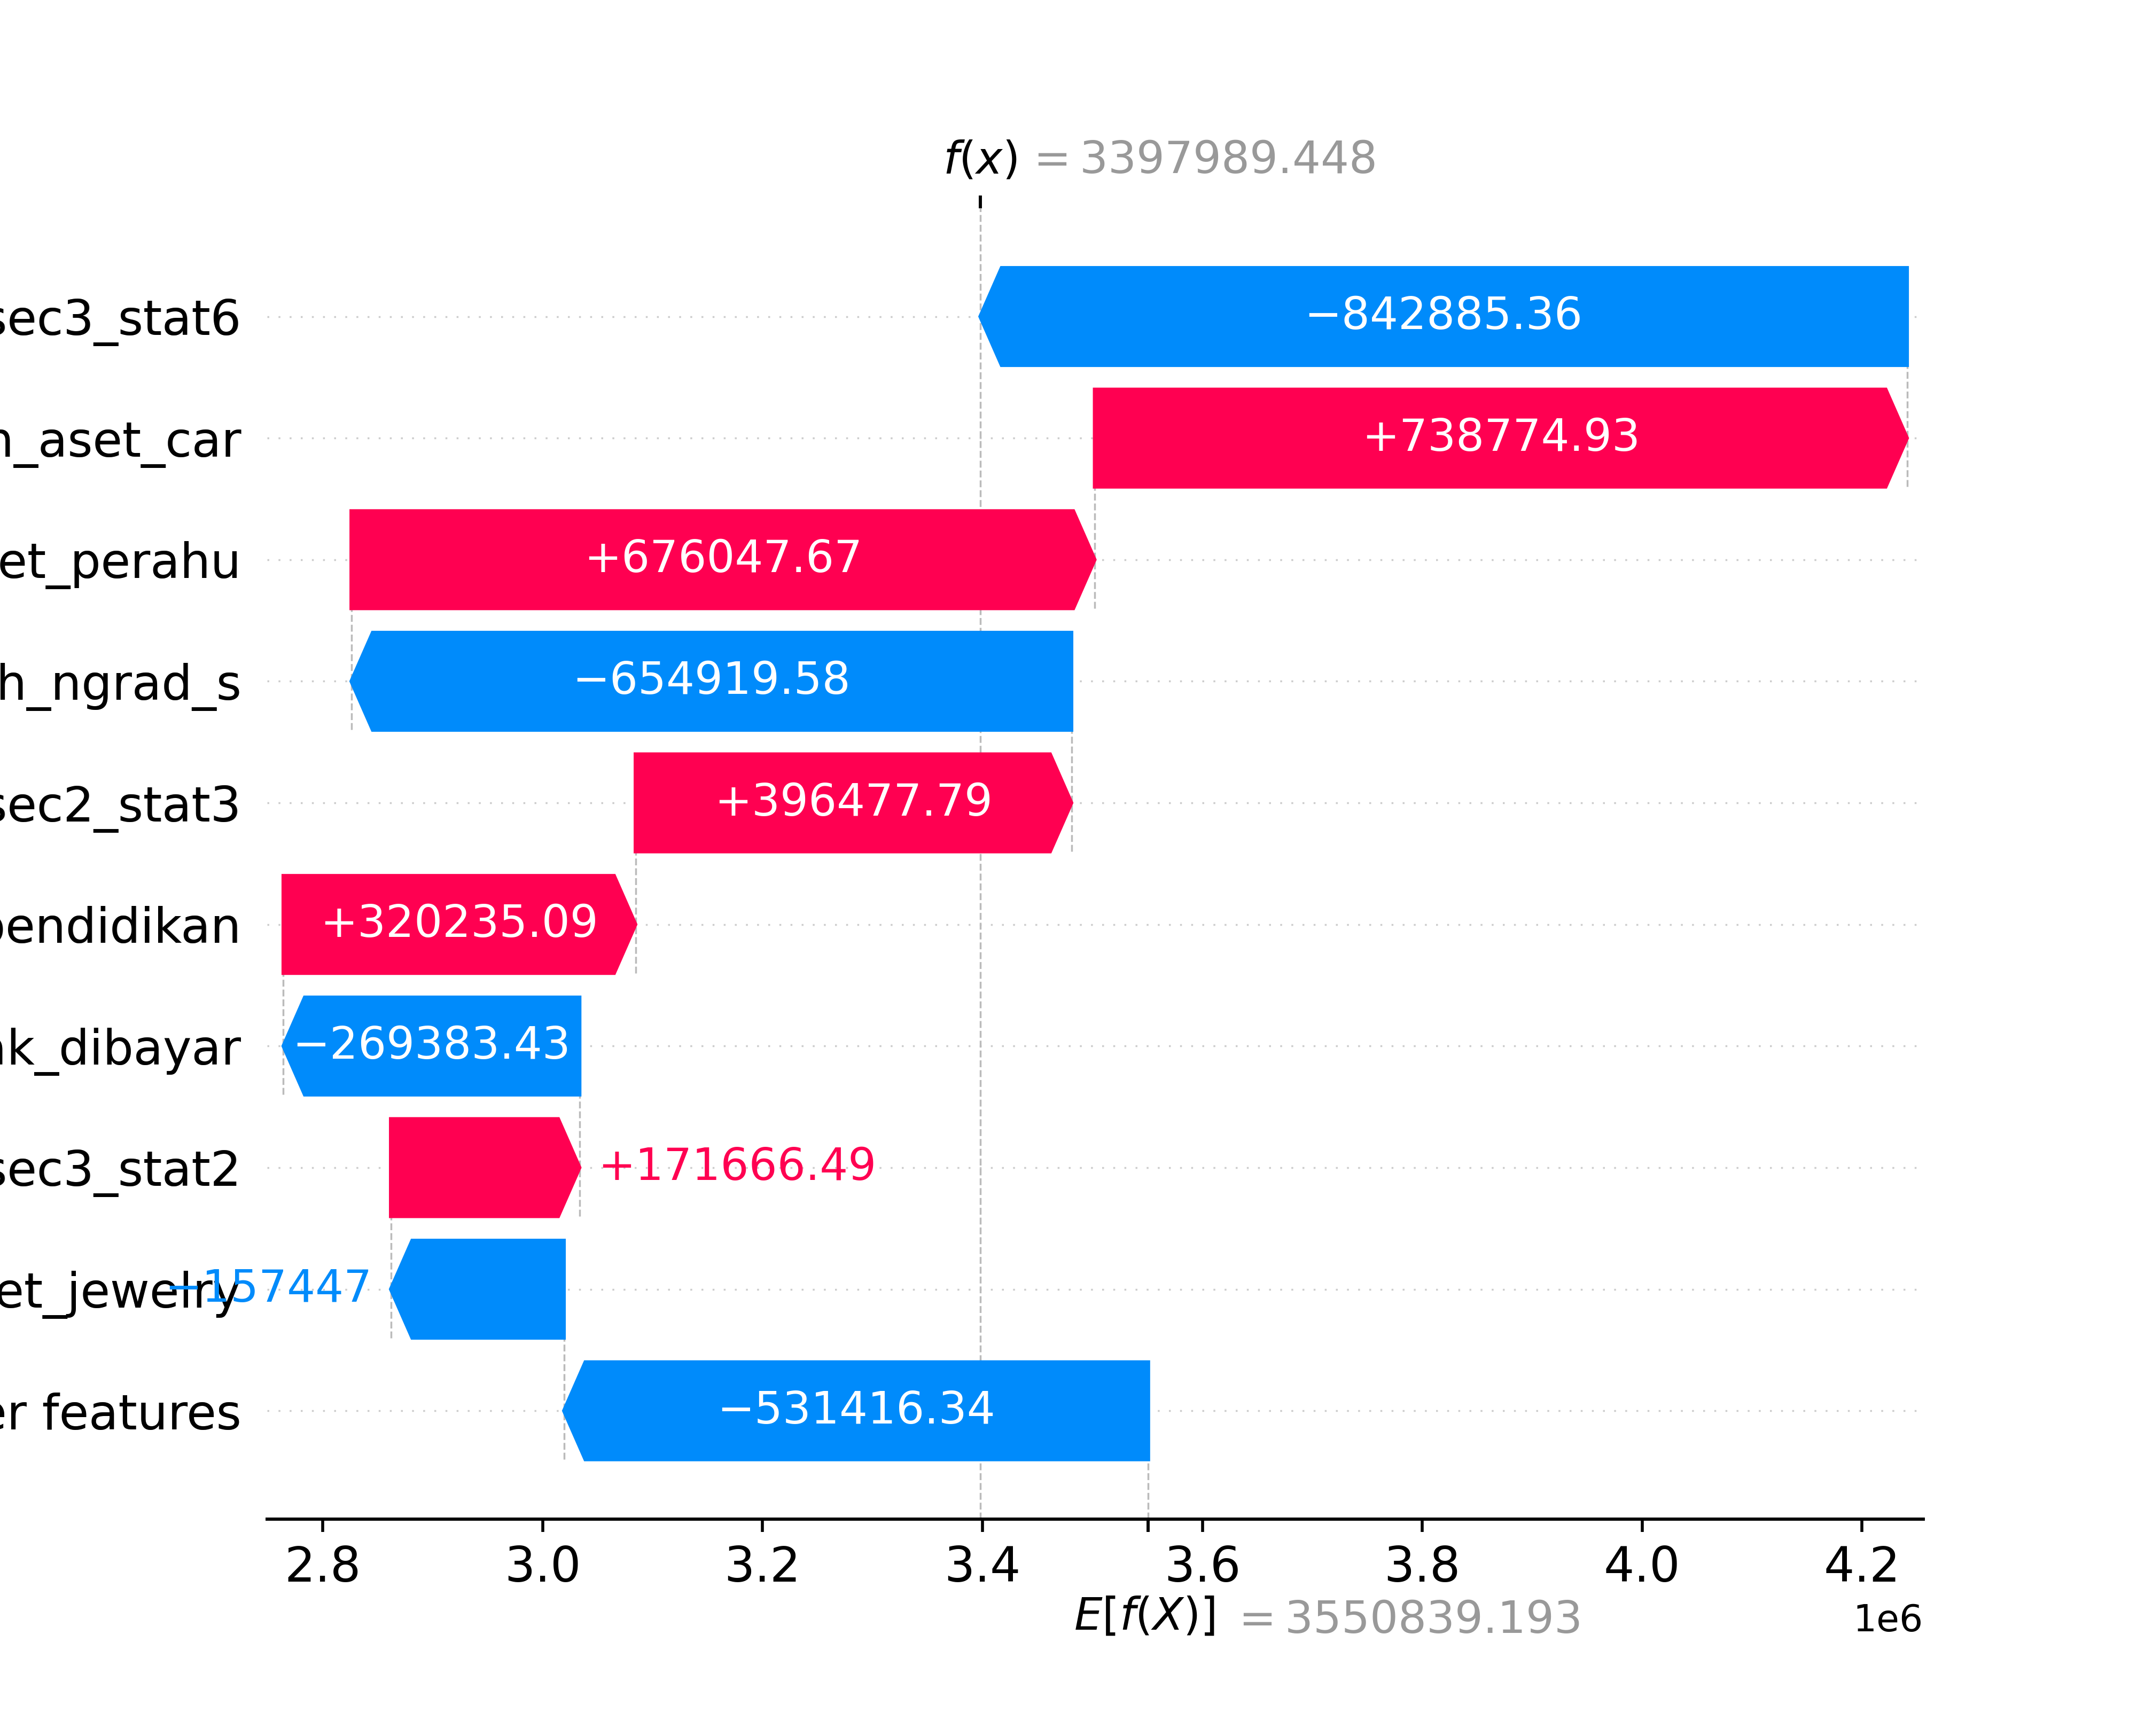 f(x) = 3397989.448
sec3_stat6 −842885.36
n_aset_car +738774.93
et_perahu +676047.67
h_ngrad_s −654919.58
sec2_stat3 +396477.79
pendidikan +320235.09
ak_dibayar −269383.43
sec3_stat2 +171666.49
et_jewelry −157447
er features −531416.34
2.8 3.0 3.2 3.4 3.6 3.8 4.0 4.2
E[f(X)] = 3550839.193 1e6